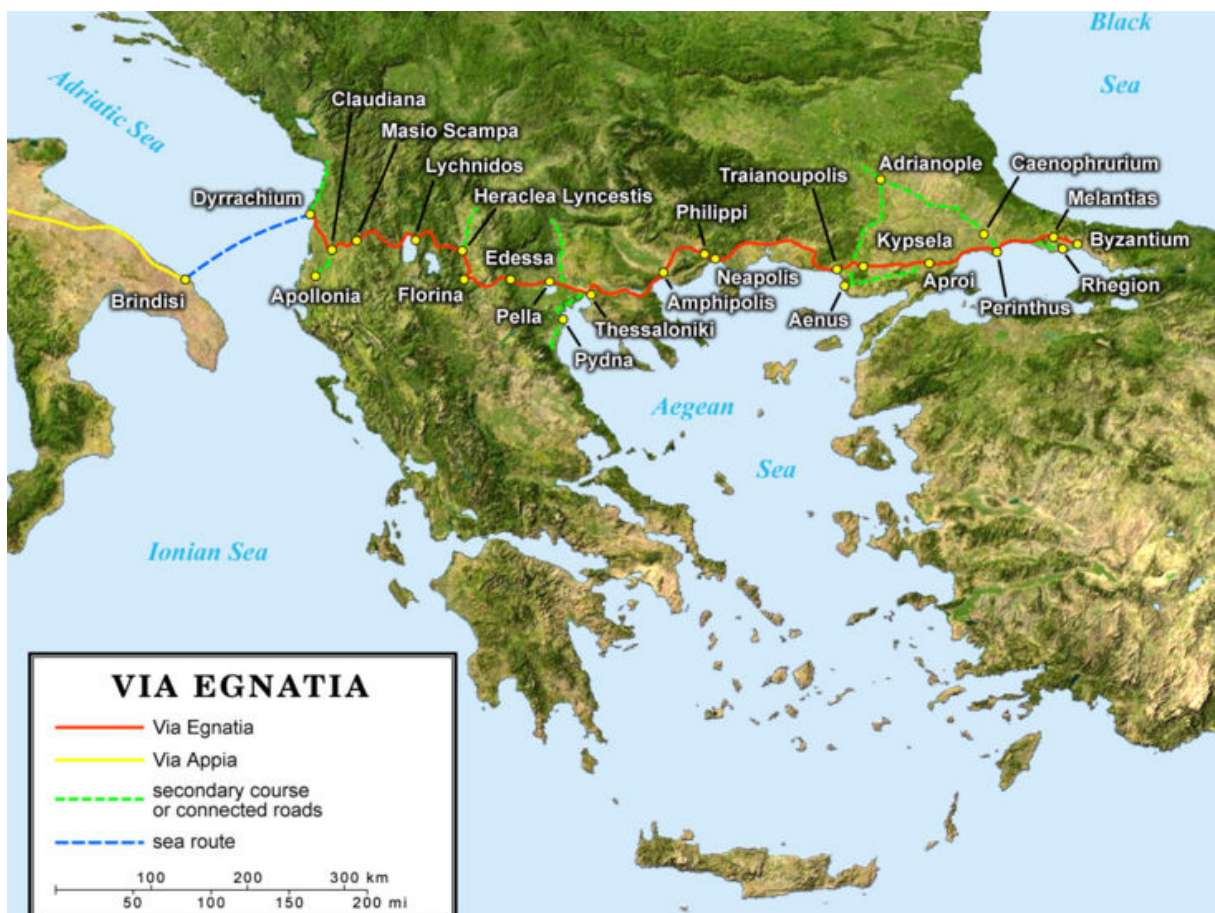 Black
Sea
Adriatic Sea
Claudiana
Masio Scampa
Lychnidos
Heraclea Lyncestis
Dyrrachium
Traianoupolis
Adrianople
Caenophrurium
Melantias
Philippi
Kypsela
Byzantium
Edessa
Brindisi
Apollonia
Florina
Neapolis
Aproi
Rhegion
Pella
Amphipolis
Aenus
Perinthus
Thessaloniki
Pydna
Aegean
Sea
Ionian Sea
VIA EGNATIA
Via Egnatia
Via Appia
secondary course
or connected roads
sea route
100 200 300 km
50 100 150 200 mi